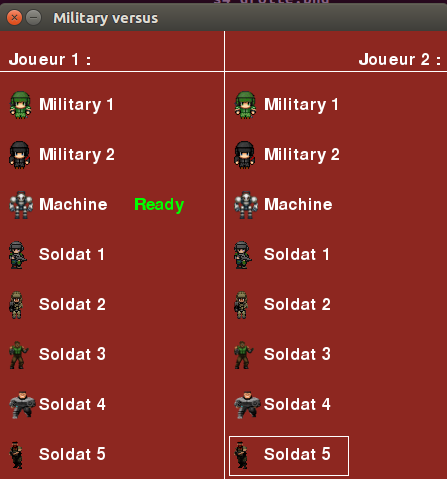 Military versus
Joueur 1 :
Joueur 2 :
Military 1
Military 1
Military 2
Military 2
Machine Ready
Machine
Soldat 1
Soldat 1
Soldat 2
Soldat 2
Soldat 3
Soldat 3
Soldat 4
Soldat 4
Soldat 5
Soldat 5